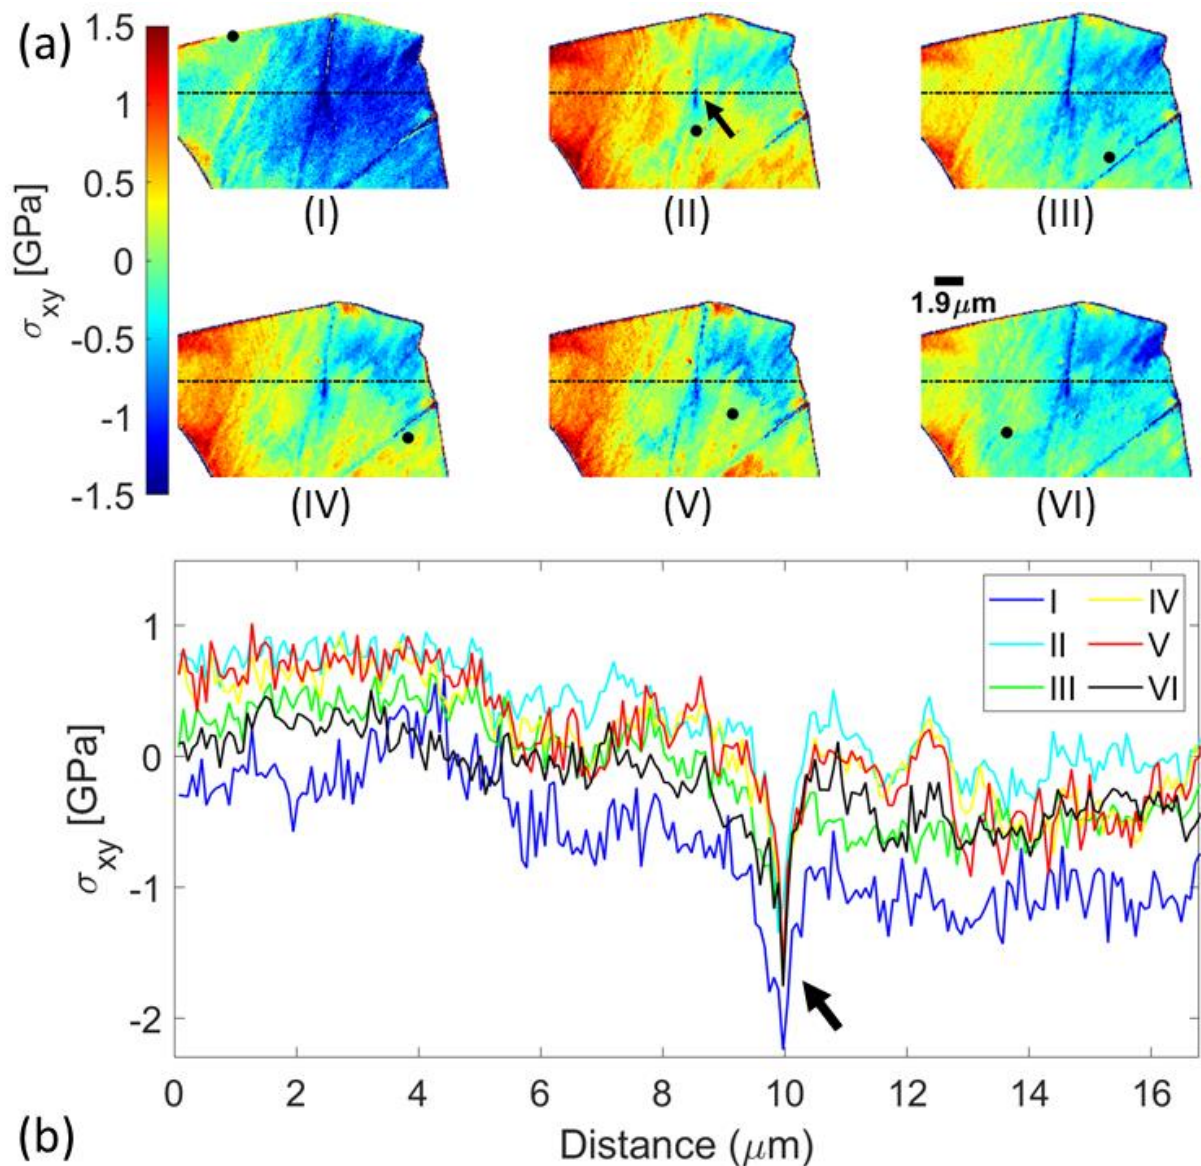 (a)
1.5
1
0.5
0
-0.5
-1
-1.5
σxy [GPa]
(I)
(II)
(III)
1.9μm
(IV)
(V)
(VI)
I
II
III
IV
V
VI
1
0
-1
-2
σxy [GPa]
0 2 4 6 8 10 12 14 16
Distance (μm)
(b)